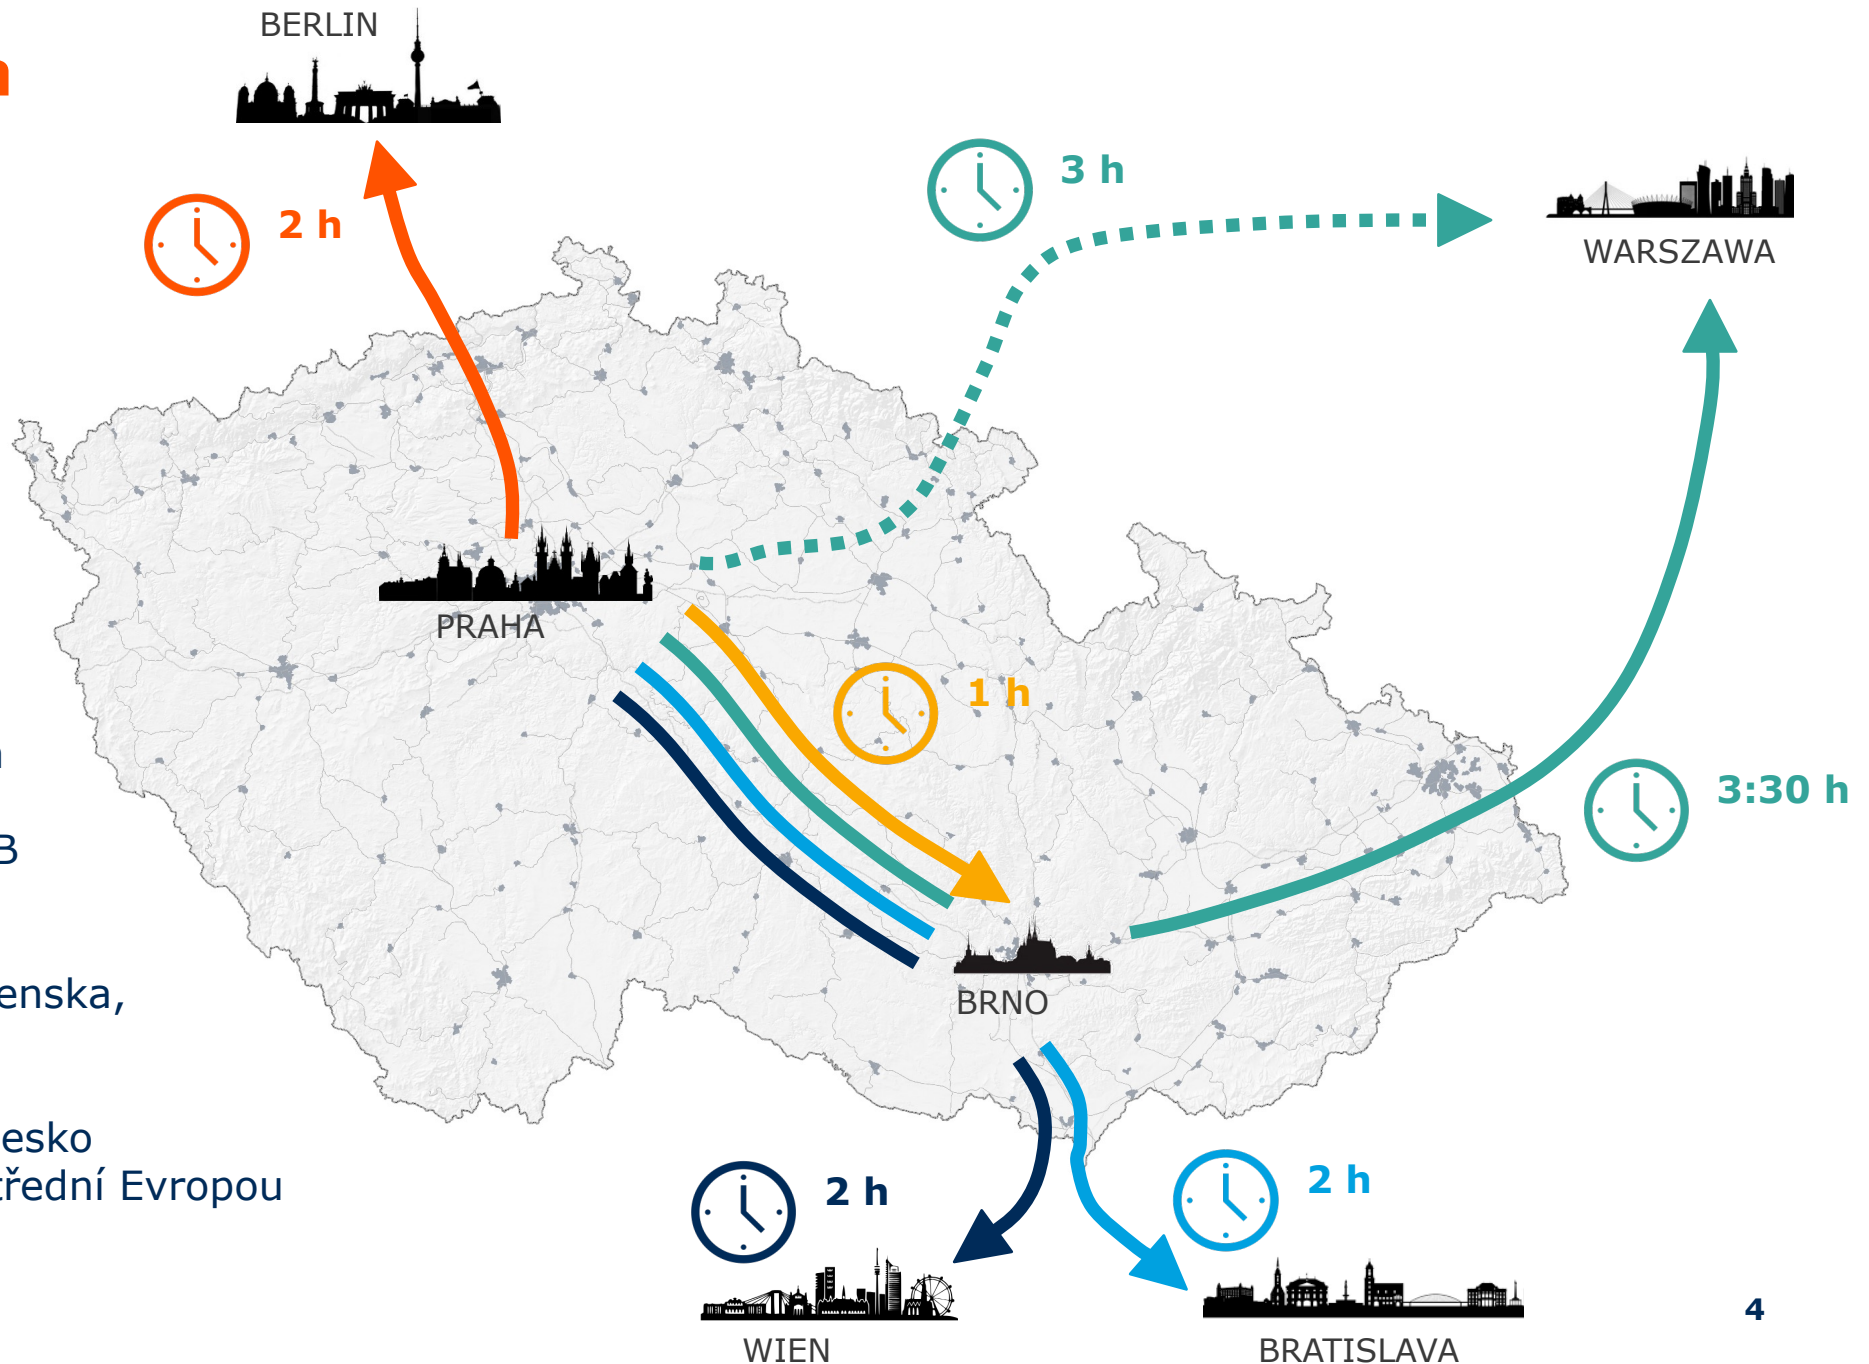 BERLIN
2 h
3 h
WARSZAWA
PRAHA
1 h
3:30 h
B
enska,
BRNO
esko
třední Evropou
2 h
2 h
WIEN
BRATISLAVA
4